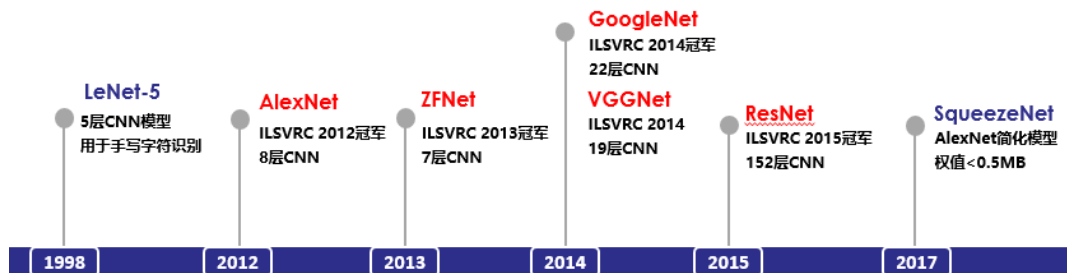 LeNet-5
5层CNN模型
用于手写字符识别
AlexNet
ILSVRC 2012冠军
8层CNN
ZFNet
ILSVRC 2013冠军
7层CNN
GoogleNet
ILSVRC 2014冠军
22层CNN
VGGNet
ILSVRC 2014
19层CNN
ResNet
ILSVRC 2015冠军
152层CNN
SqueezeNet
AlexNet简化模型
权值<0.5MB
1998
2012
2013
2014
2015
2017